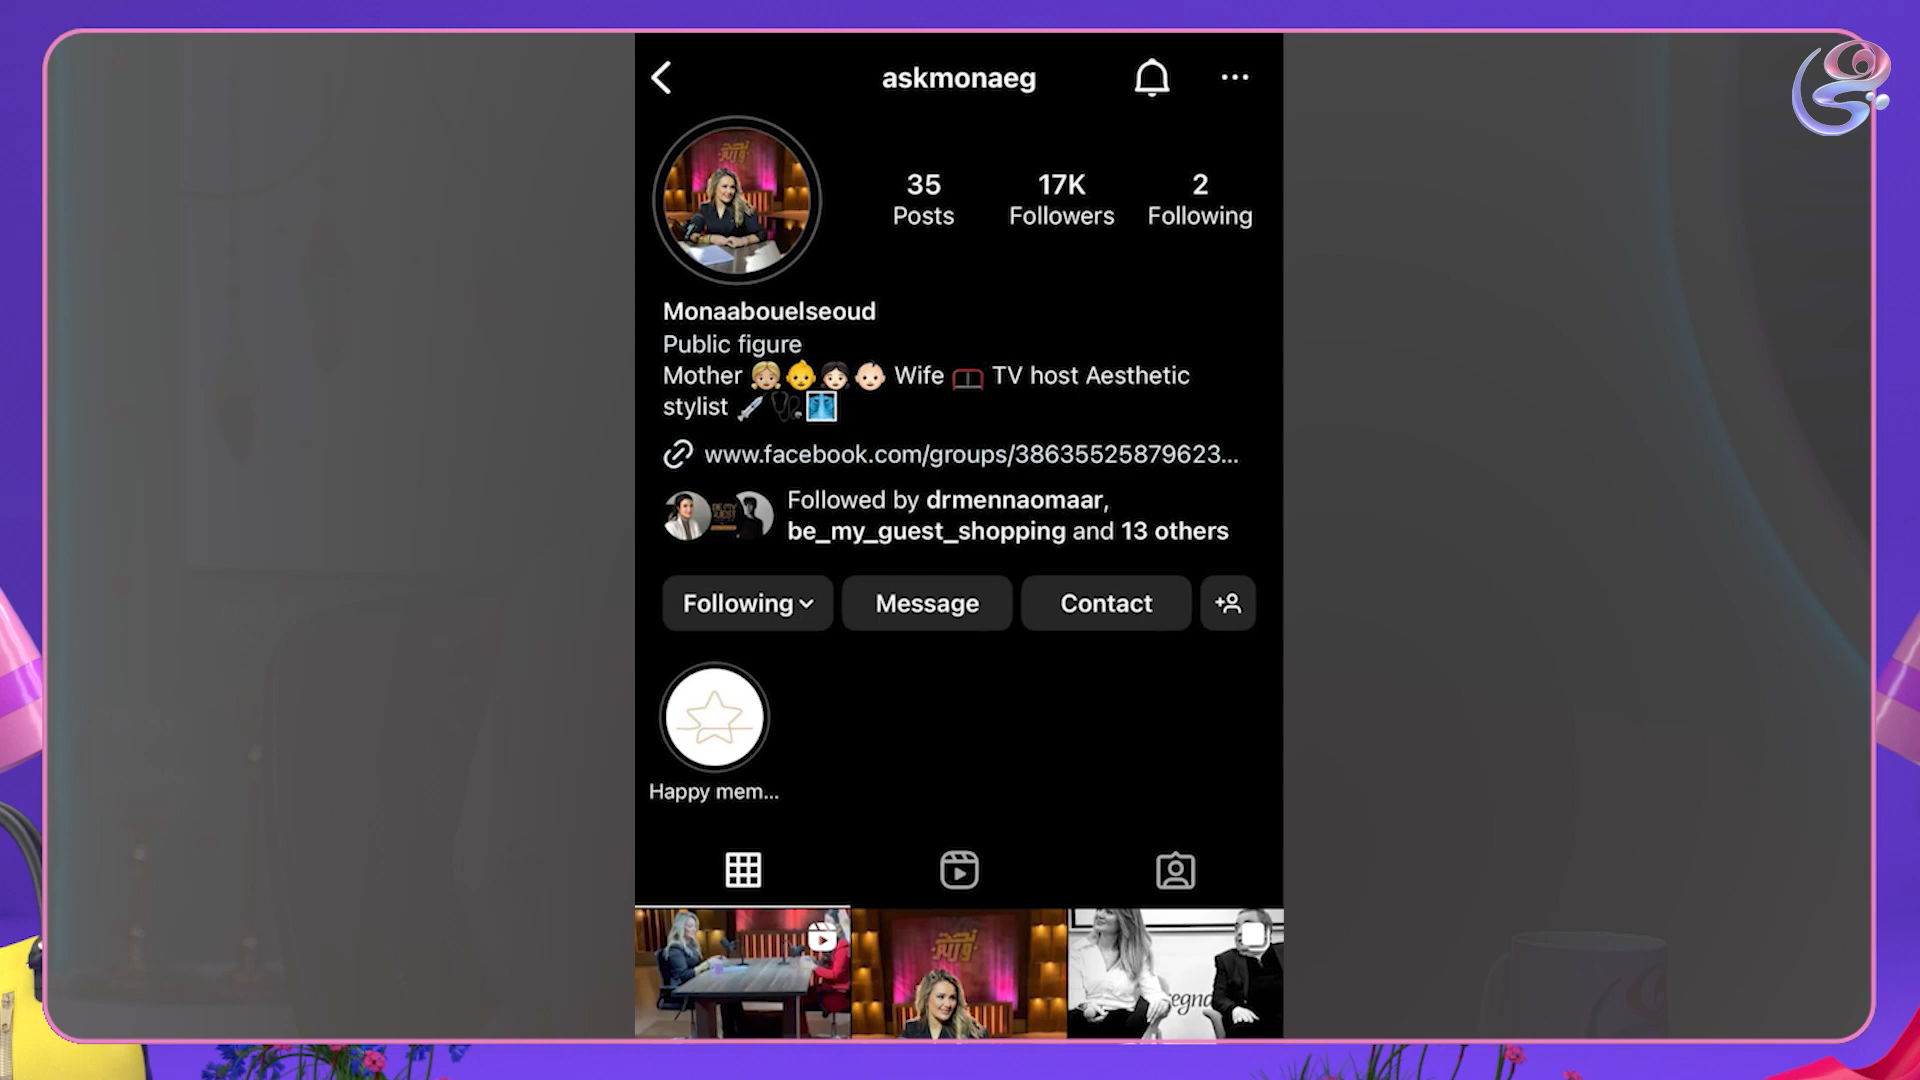 askmonaeg
35
Posts
17K
Followers
2
Following
Monaabouelseoud
Public figure
Mother 👧🏼👶👧🏻👶🏻 Wife TV host Aesthetic
stylist 💉🩺🩻
www.facebook.com/groups/38635525879623...
Followed by drmennaomaar,
be_my_guest_shopping and 13 others
Following
Message
Contact
Happy mem...